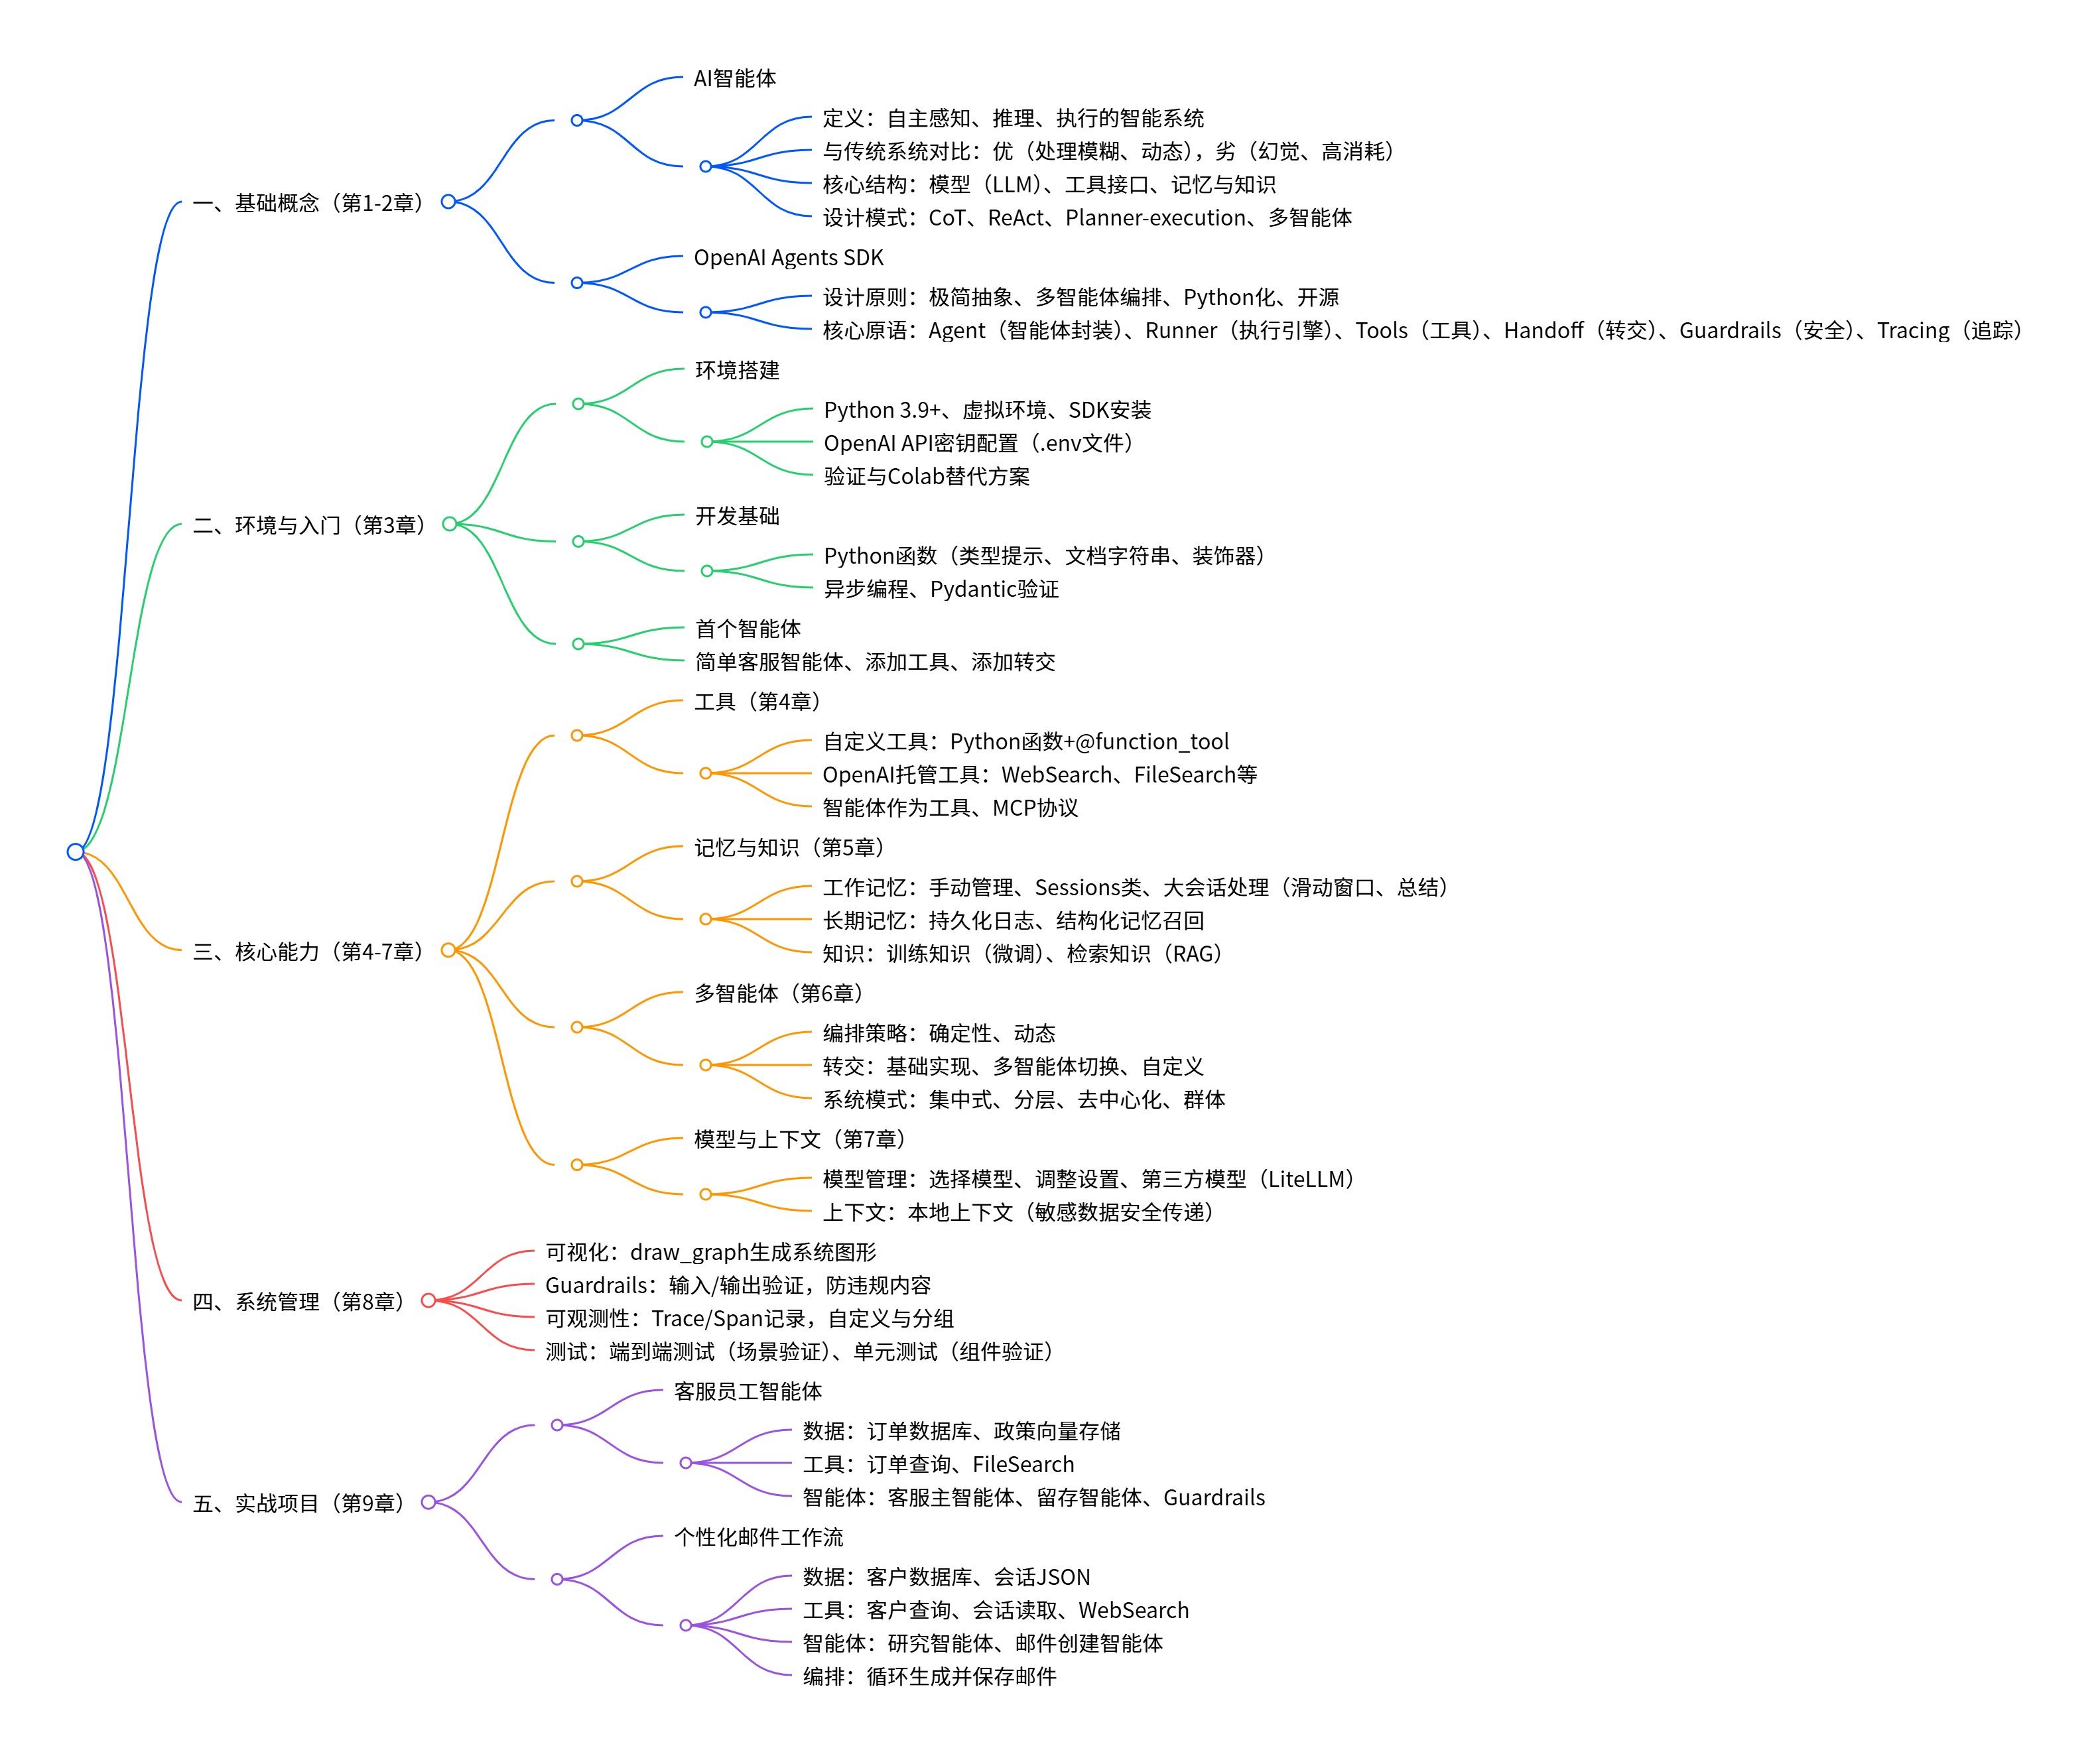 一、基础概念（第1-2章）
AI智能体
定义：自主感知、推理、执行的智能系统
与传统系统对比：优（处理模糊、动态），劣（幻觉、高消耗）
核心结构：模型（LLM）、工具接口、记忆与知识
设计模式：CoT、ReAct、Planner-execution、多智能体
OpenAI Agents SDK
设计原则：极简抽象、多智能体编排、Python化、开源
核心原语：Agent（智能体封装）、Runner（执行引擎）、Tools（工具）、Handoff（转交）、Guardrails（安全）、Tracing（追踪）
二、环境与入门（第3章）
环境搭建
Python 3.9+、虚拟环境、SDK安装
OpenAI API密钥配置（.env文件）
验证与Colab替代方案
开发基础
Python函数（类型提示、文档字符串、装饰器）
异步编程、Pydantic验证
首个智能体
简单客服智能体、添加工具、添加转交
三、核心能力（第4-7章）
工具（第4章）
自定义工具：Python函数+@function_tool
OpenAI托管工具：WebSearch、FileSearch等
智能体作为工具、MCP协议
记忆与知识（第5章）
工作记忆：手动管理、Sessions类、大会话处理（滑动窗口、总结）
长期记忆：持久化日志、结构化记忆召回
知识：训练知识（微调）、检索知识（RAG）
多智能体（第6章）
编排策略：确定性、动态
转交：基础实现、多智能体切换、自定义
系统模式：集中式、分层、去中心化、群体
模型与上下文（第7章）
模型管理：选择模型、调整设置、第三方模型（LiteLLM）
上下文：本地上下文（敏感数据安全传递）
四、系统管理（第8章）
可视化：draw_graph生成系统图形
Guardrails：输入/输出验证，防违规内容
可观测性：Trace/Span记录，自定义与分组
测试：端到端测试（场景验证）、单元测试（组件验证）
五、实战项目（第9章）
客服员工智能体
数据：订单数据库、政策向量存储
工具：订单查询、FileSearch
智能体：客服主智能体、留存智能体、Guardrails
个性化邮件工作流
数据：客户数据库、会话JSON
工具：客户查询、会话读取、WebSearch
智能体：研究智能体、邮件创建智能体
编排：循环生成并保存邮件